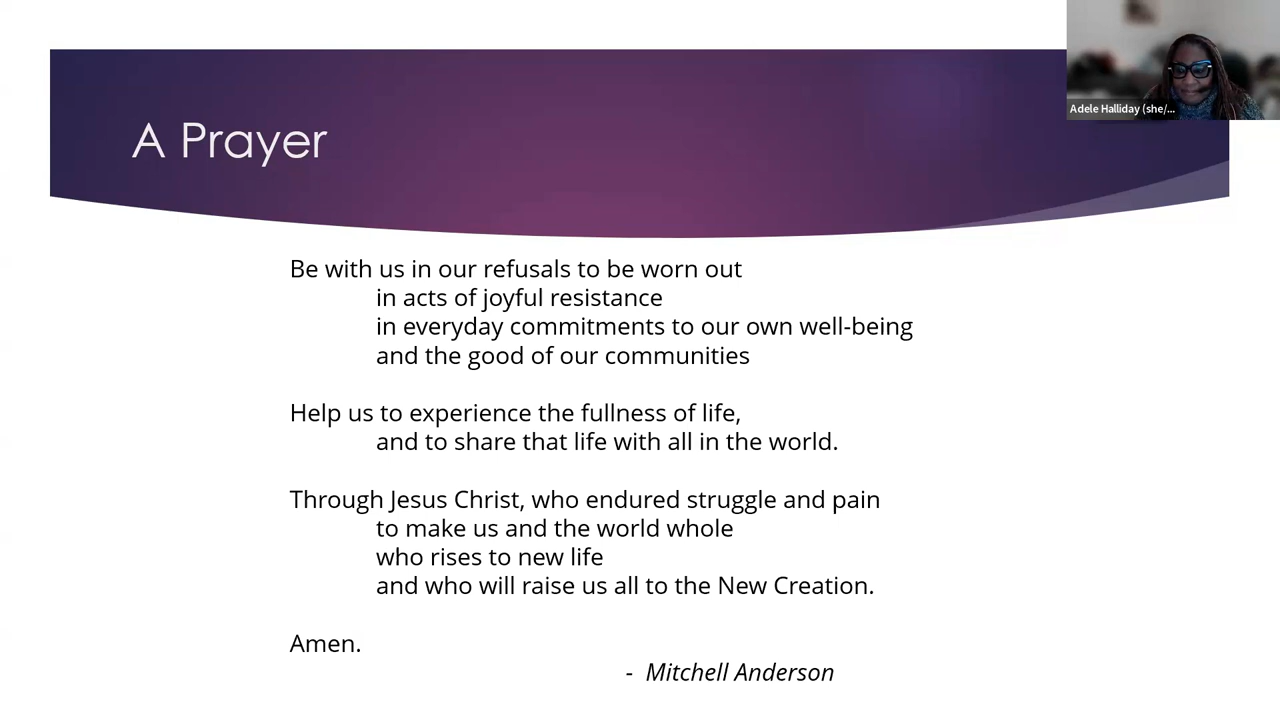 A Prayer
Adele Halliday (she/...
Be with us in our refusals to be worn out
in acts of joyful resistance
in everyday commitments to our own well-being
and the good of our communities
Help us to experience the fullness of life,
and to share that life with all in the world.
Through Jesus Christ, who endured struggle and pain
to make us and the world whole
who rises to new life
and who will raise us all to the New Creation.
Amen.
- Mitchell Anderson